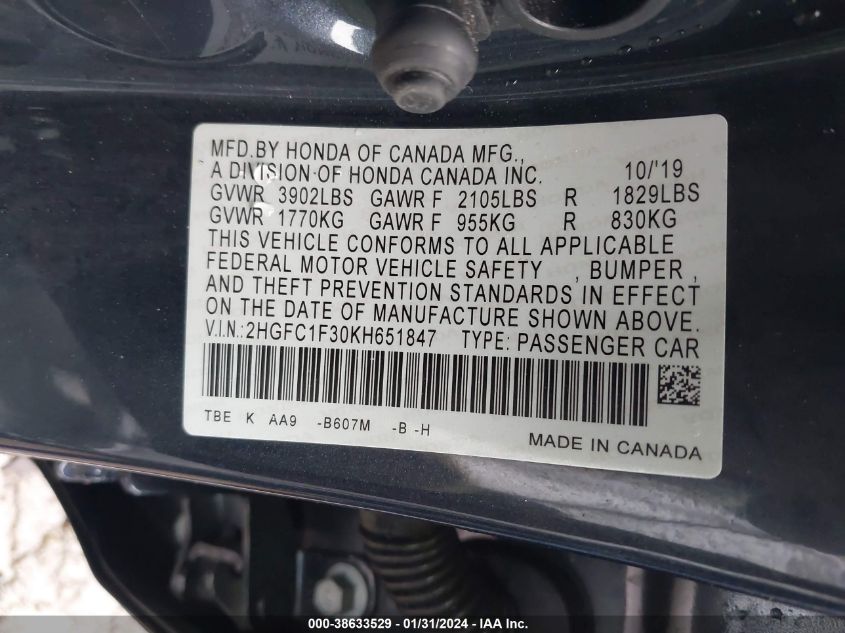 MFD.BY HONDA OF CANADA MFG.,
A DIVISION OF HONDA CANADA INC. 10/'19
GVWR 3902LBS GAWR F 2105LBS R 1829LBS
GVWR 1770KG GAWR F 955KG R 830KG
THIS VEHICLE CONFORMS TO ALL APPLICABLE
FEDERAL MOTOR VEHICLE SAFETY , BUMPER ,
AND THEFT PREVENTION STANDARDS IN EFFECT
ON THE DATE OF MANUFACTURE SHOWN ABOVE.
V.I.N.:2HGFC1F30KH651847 TYPE: PASSENGER CAR
TBE K AA9 -B607M -B -H
MADE IN CANADA
000-38633529 - 01/31/2024 - IAA Inc.